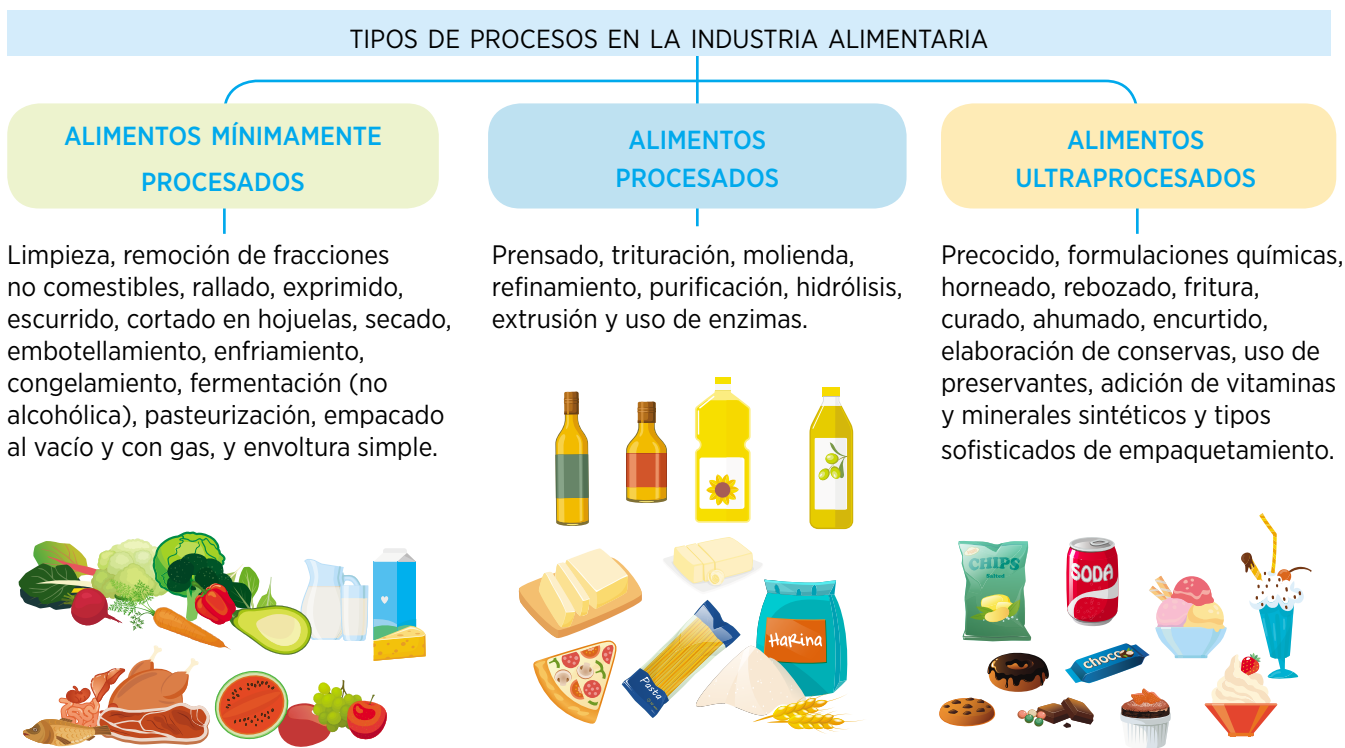 TIPOS DE PROCESOS EN LA INDUSTRIA ALIMENTARIA
ALIMENTOS MÍNIMAMENTE
PROCESADOS
Limpieza, remoción de fracciones
no comestibles, rallado, exprimido,
escurrido, cortado en hojuelas, secado,
embotellamiento, enfriamiento,
congelamiento, fermentación (no
alcohólica), pasteurización, empacado
al vacío y con gas, y envoltura simple.
ALIMENTOS
PROCESADOS
Prensado, trituración, molienda,
refinamiento, purificación, hidrólisis,
extrusión y uso de enzimas.
Pasta
HaRina
ALIMENTOS
ULTRAPROCESADOS
Precocido, formulaciones químicas,
horneado, rebozado, fritura,
curado, ahumado, encurtido,
elaboración de conservas, uso de
preservantes, adición de vitaminas
y minerales sintéticos y tipos
sofisticados de empaquetamiento.
CHIPS
Salted
SODA
choco